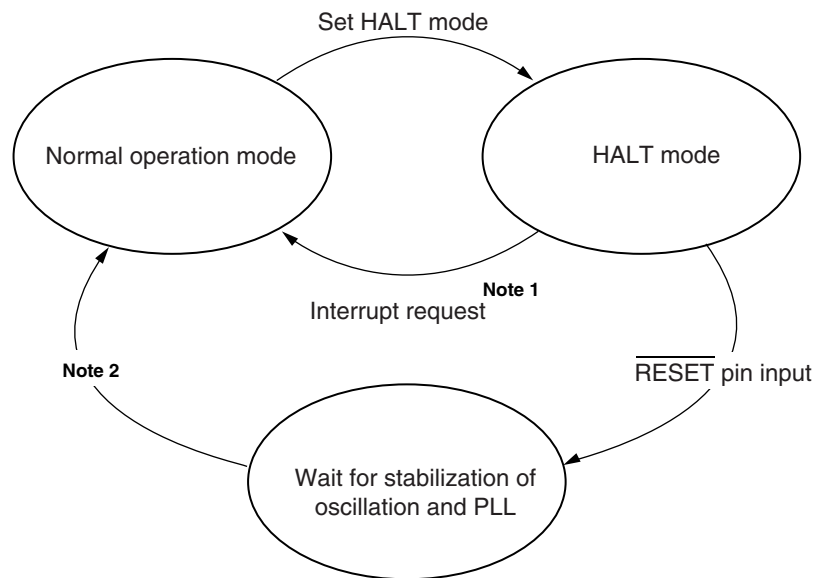 Set HALT mode
Normal operation mode
HALT mode
Interrupt request Note 1
Note 2
RESET pin input
Wait for stabilization of
oscillation and PLL